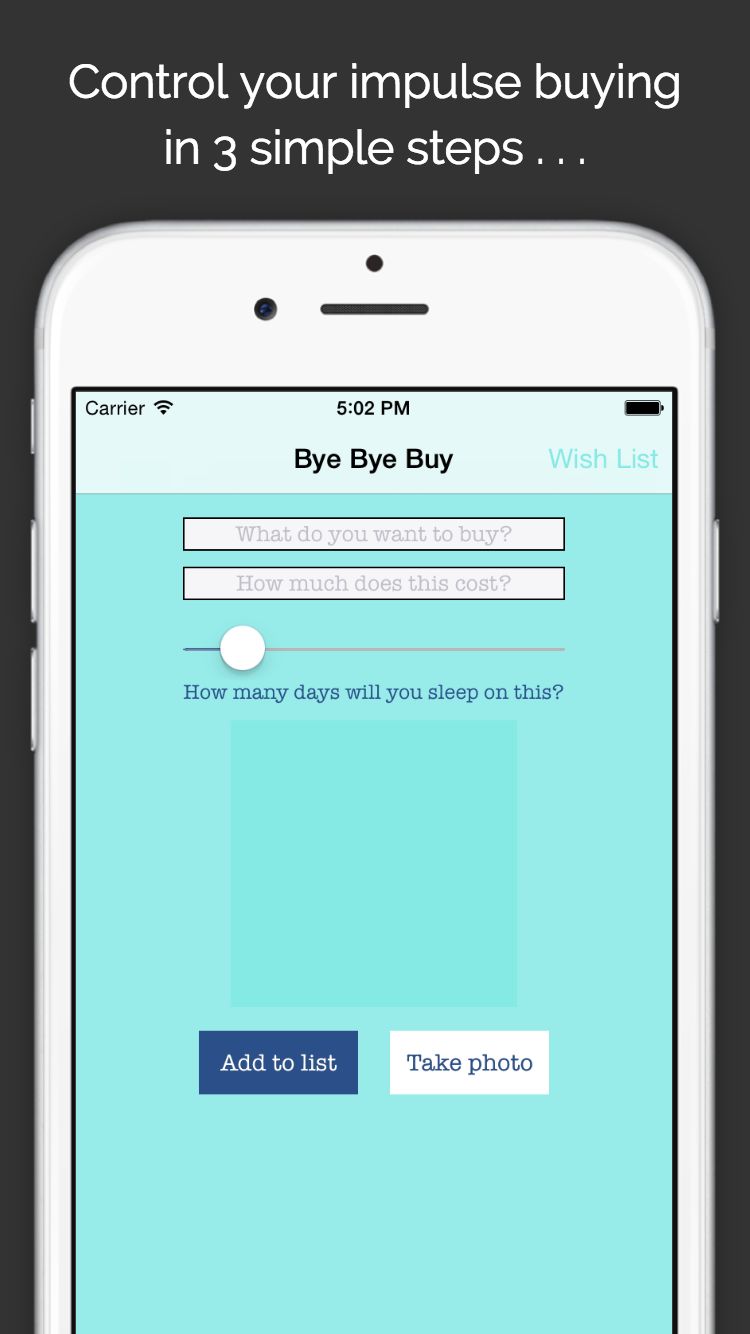 Control your impulse buying
in 3 simple steps . . .
Carrier 5:02 PM
Bye Bye Buy Wish List
What do you want to buy?
How much does this cost?
How many days will you sleep on this?
Add to list Take photo